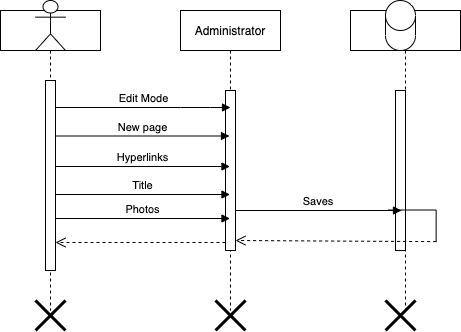 Administrator
Edit Mode
New page
Hyperlinks
Title
Photos
Saves